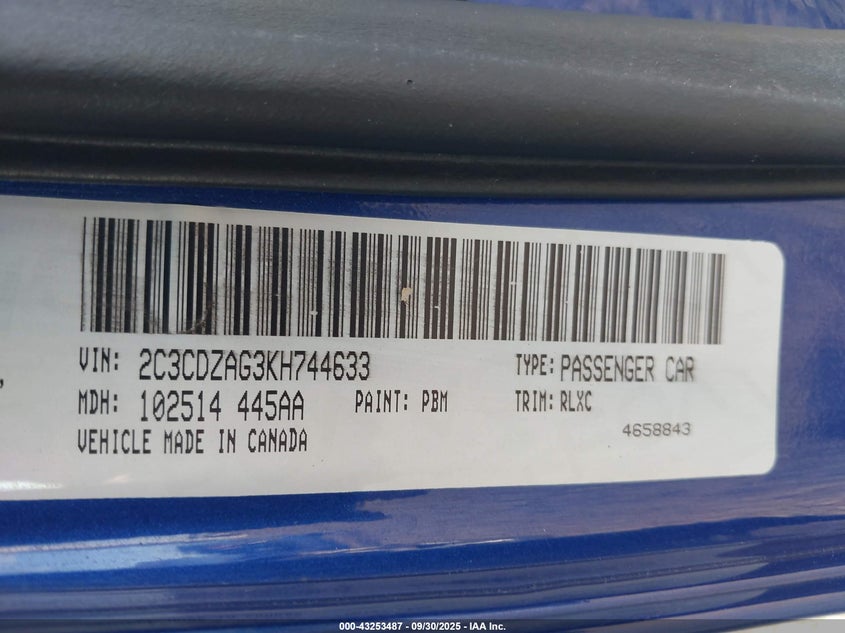 VIN: 2C3CDZAG3KH744633 TYPE: PASSENGER CAR
MDH: 102514 445AA PAINT: PBM TRIM: RLXC
4658843
VEHICLE MADE IN CANADA
000-43253487 - 09/30/2025 - IAA Inc.